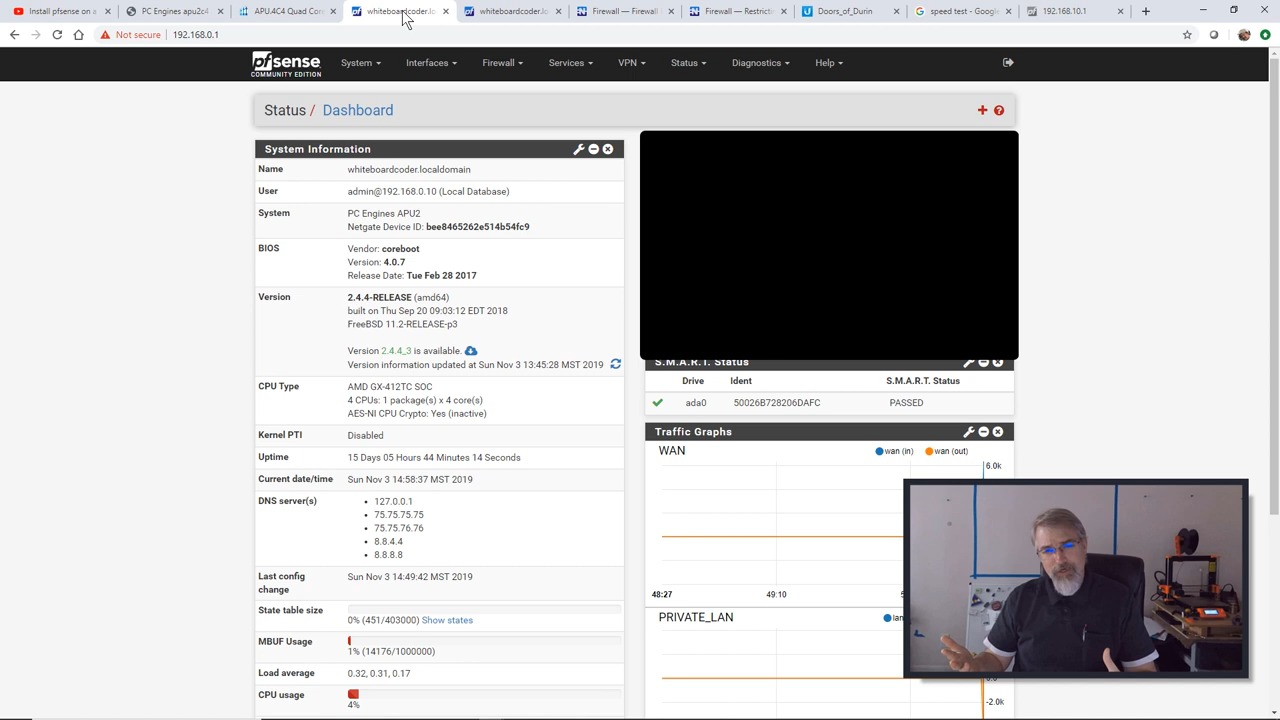 Install pfsense on a
PC Engines apu2c4
APU.4C4 Quad Cor
whiteboardcoder.lo
whiteboardcoder.lo
Firewall — Firewall
Firewall — Restrictin
Doors_of_Durin
speed test - Google
192.168.10.1
Not secure
192.168.0.1
pfsense
COMMUNITY EDITION
System
Interfaces
Firewall
Services
VPN
Status
Diagnostics
Help
Status / Dashboard
System Information
Name whiteboardcoder.localdomain
User admin@192.168.0.10 (Local Database)
System PC Engines APU2
Netgate Device ID: bee8465262e514b54fc9
BIOS Vendor: coreboot
Version: 4.0.7
Release Date: Tue Feb 28 2017
Version 2.4.4-RELEASE (amd64)
built on Thu Sep 20 09:03:12 EDT 2018
FreeBSD 11.2-RELEASE-p3
Version 2.4.4_3 is available.
Version information updated at Sun Nov 3 13:45:28 MST 2019
CPU Type AMD GX-412TC SOC
4 CPUs: 1 package(s) x 4 core(s)
AES-NI CPU Crypto: Yes (inactive)
Kernel PTI Disabled
Uptime 15 Days 05 Hours 44 Minutes 14 Seconds
Current date/time Sun Nov 3 14:58:37 MST 2019
DNS server(s) 127.0.0.1
75.75.75.75
75.75.76.76
8.8.4.4
8.8.8.8
Last config change Sun Nov 3 14:49:42 MST 2019
State table size
0% (451/403000) Show states
MBUF Usage
1% (14176/1000000)
Load average 0.32, 0.31, 0.17
CPU usage
4%
S.M.A.R.T. Status
Drive Ident S.M.A.R.T. Status
ada0 50026B728206DAFC PASSED
Traffic Graphs
WAN
wan (in) wan (out)
6.0k
48:27 49:10
PRIVATE_LAN
lan
-2.0k